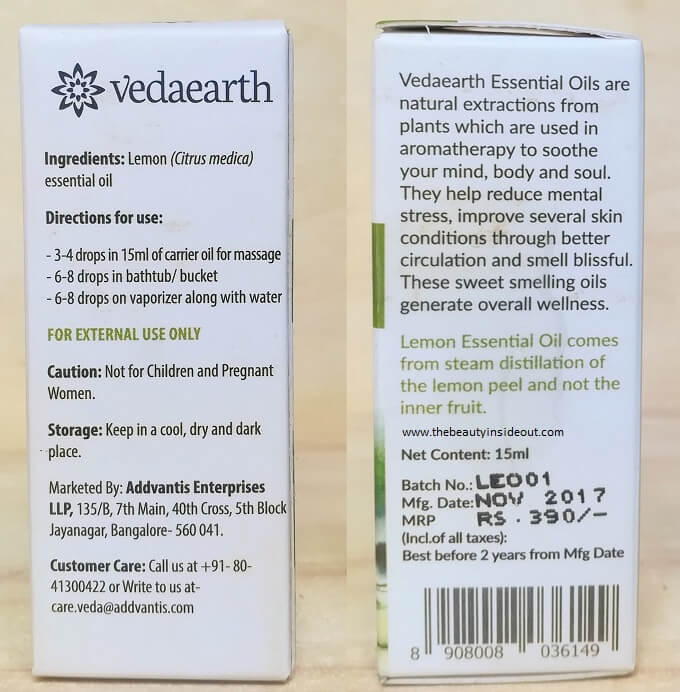 vedaearth
Ingredients: Lemon (Citrus medica)
essential oil
Directions for use:
- 3-4 drops in 15ml of carrier oil for massage
- 6-8 drops in bathtub/ bucket
- 6-8 drops on vaporizer along with water
FOR EXTERNAL USE ONLY
Caution: Not for Children and Pregnant
Women.
Storage: Keep in a cool, dry and dark
place.
Marketed By: Addvantis Enterprises
LLP, 135/B, 7th Main, 40th Cross, 5th Block
Jayanagar, Bangalore- 560 041.
Customer Care: Call us at +91- 80-
41300422 or Write to us at-
care.veda@addvantis.com
Vedaearth Essential Oils are
natural extractions from
plants which are used in
aromatherapy to soothe
your mind, body and soul.
They help reduce mental
stress, improve several skin
conditions through better
circulation and smell blissful.
These sweet smelling oils
generate overall wellness.
Lemon Essential Oil comes
from steam distillation of
the lemon peel and not the
inner fruit.
www.thebeautyinsideout.com
Net Content: 15ml
Batch No.: LE001
Mfg. Date: NOV 2017
MRP RS. 390/-
(Incl.of all taxes):
Best before 2 years from Mfg Date
8 908008 036149